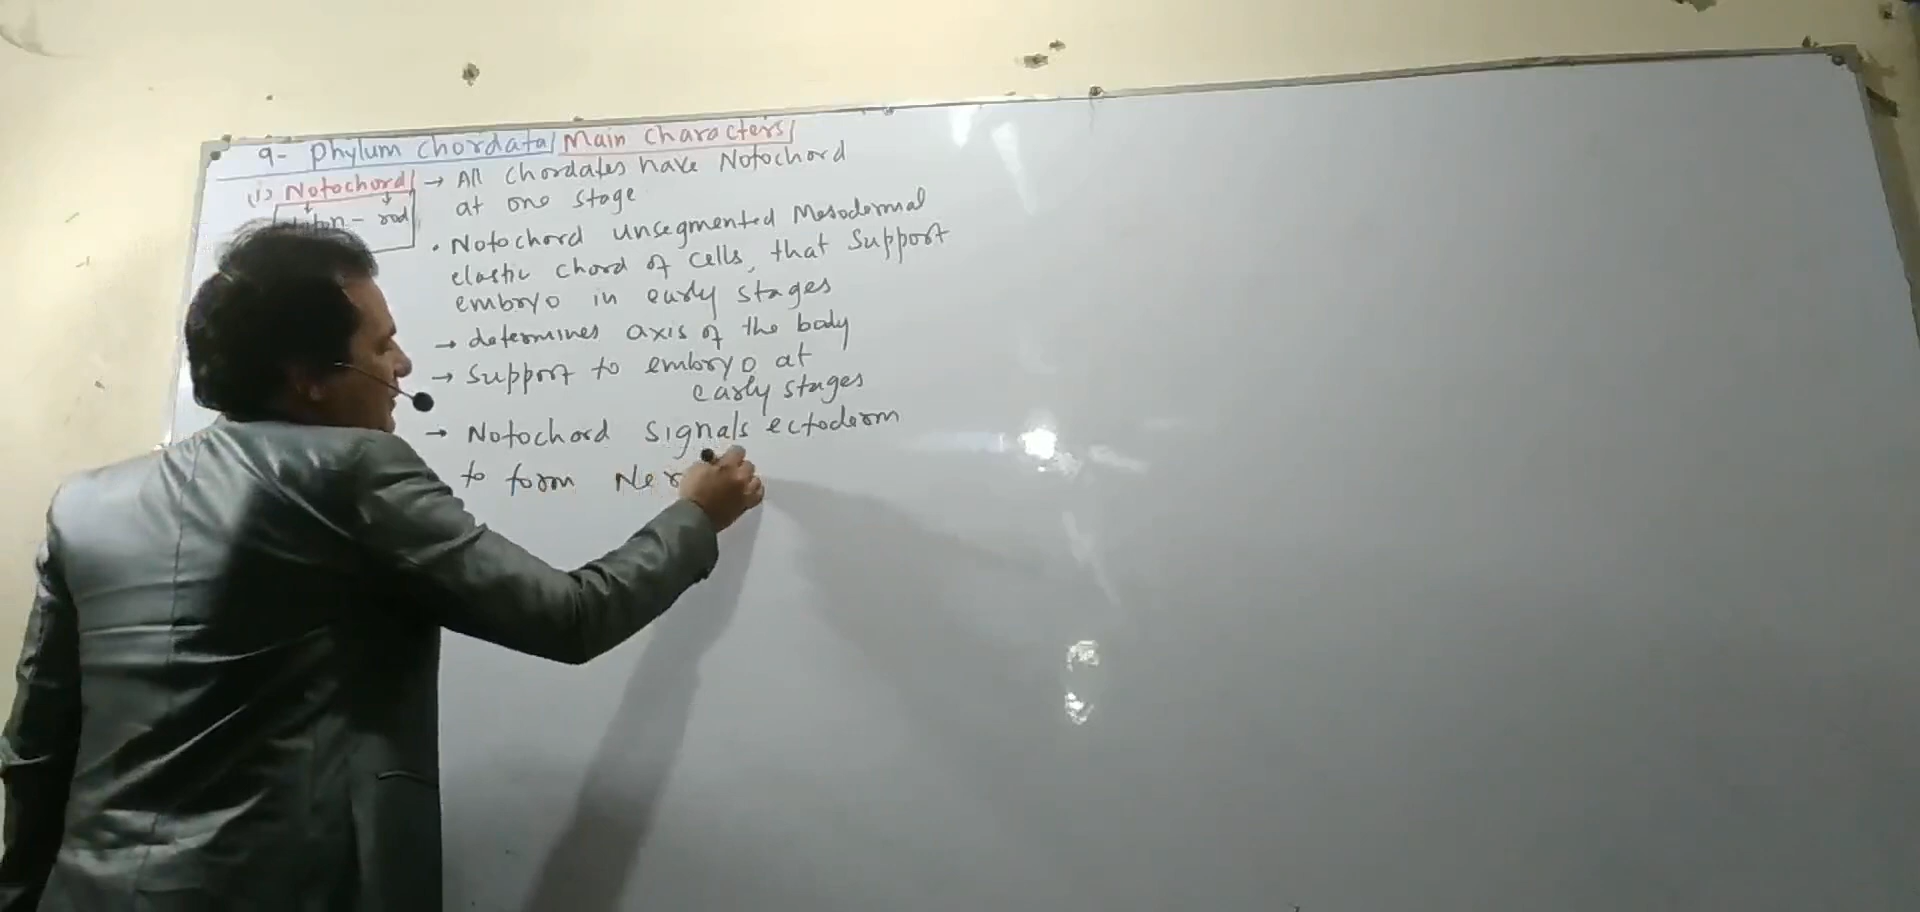 9- Phylum chordata/ Main Characters/
(i) Notochord/ → All Chordates have Notochord
at one stage
rod
• Notochord unsegmented Mesodermal
elastic chord of cells, that support
embryo in early stages
→ determines axis of the body
→ Support to embryo at
early stages
→ Notochord signals ectoderm
to form Ner